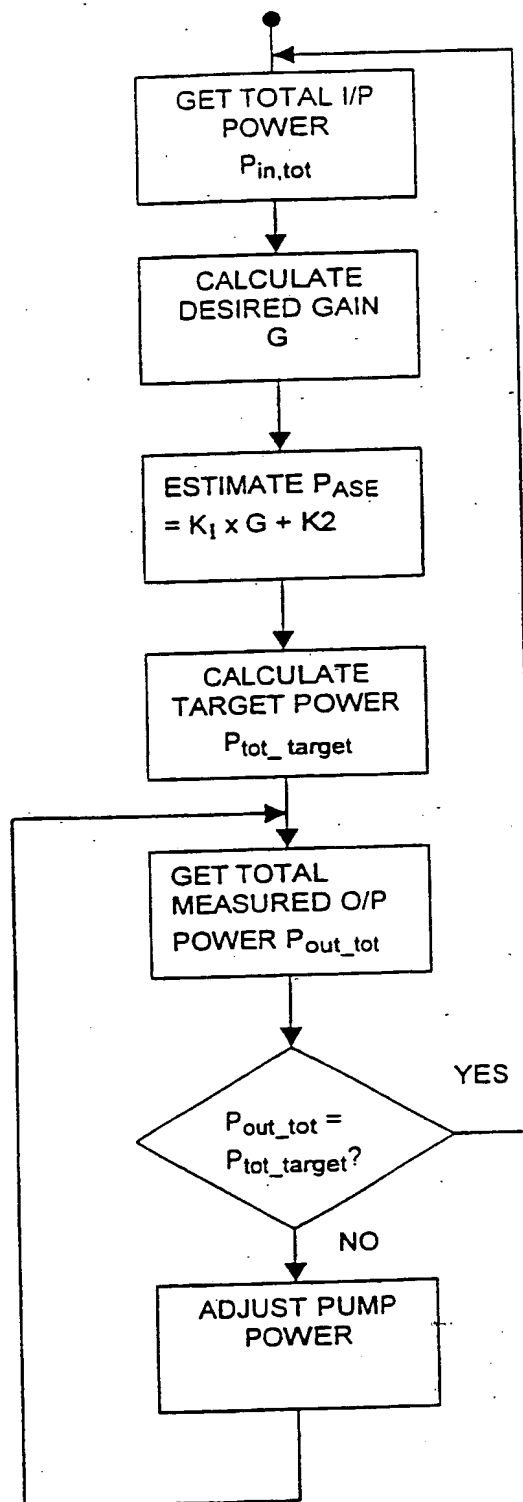 GET TOTAL I/P
POWER
Pin,tot
CALCULATE
DESIRED GAIN
G
ESTIMATE PASE
= K1 x G + K2
CALCULATE
TARGET POWER
Ptot_target
GET TOTAL
MEASURED O/P
POWER Pout_tot
YES
Pout_tot =
Ptot_target?
NO
ADJUST PUMP
POWER